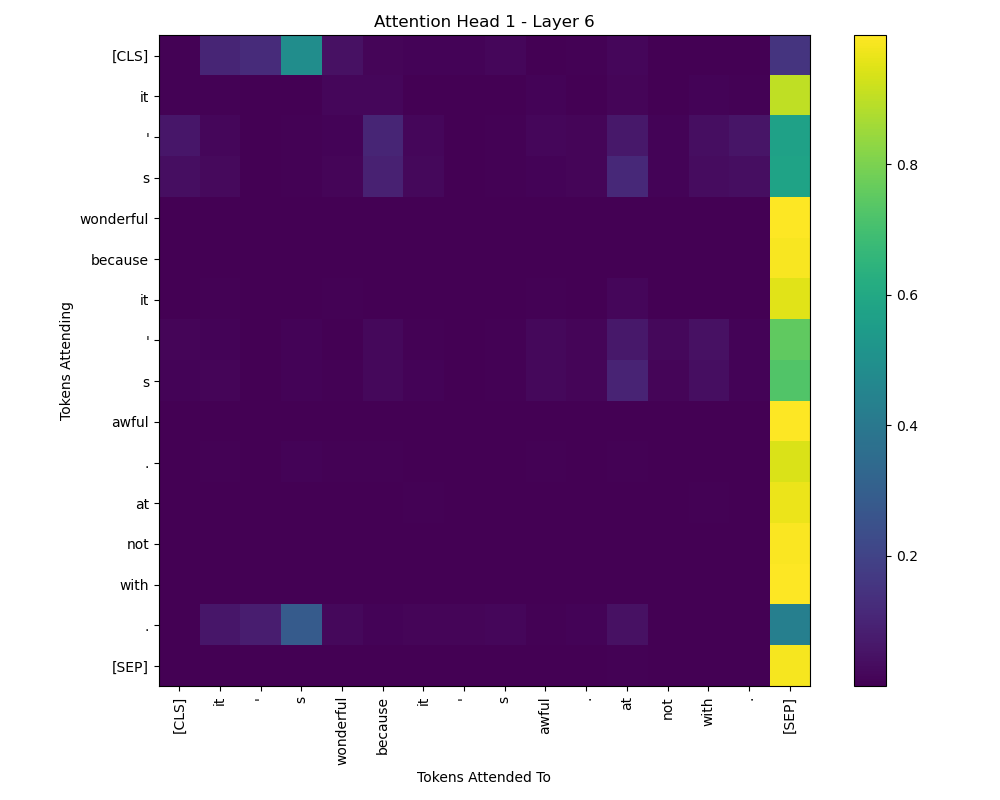 Attention Head 1 - Layer 6
Tokens Attending
[CLS]
it
'
s
wonderful
because
it
'
s
awful
.
at
not
with
.
[SEP]
[CLS]
it
'
s
wonderful
because
it
'
s
awful
.
at
not
with
.
[SEP]
Tokens Attended To
0.8
0.6
0.4
0.2